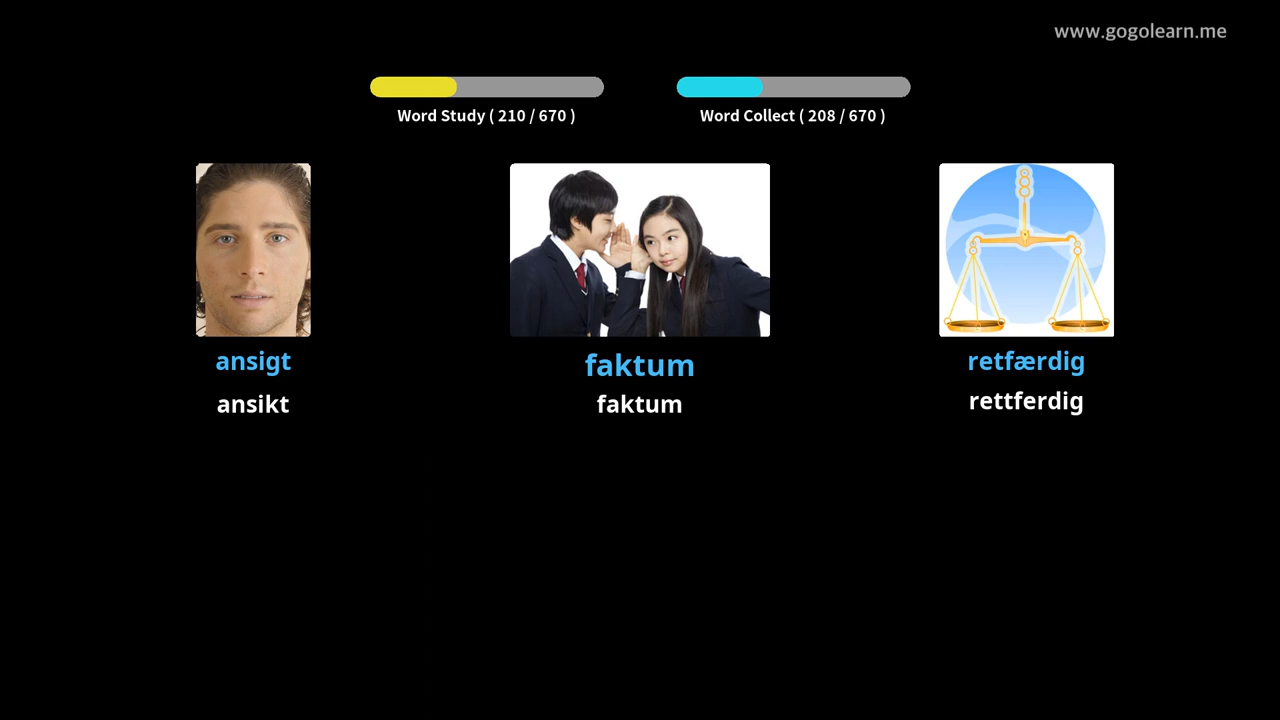 www.gogolearn.me
Word Study ( 210 / 670 )
Word Collect ( 208 / 670 )
ansigt
faktum
retfærdig
ansikt
faktum
rettferdig